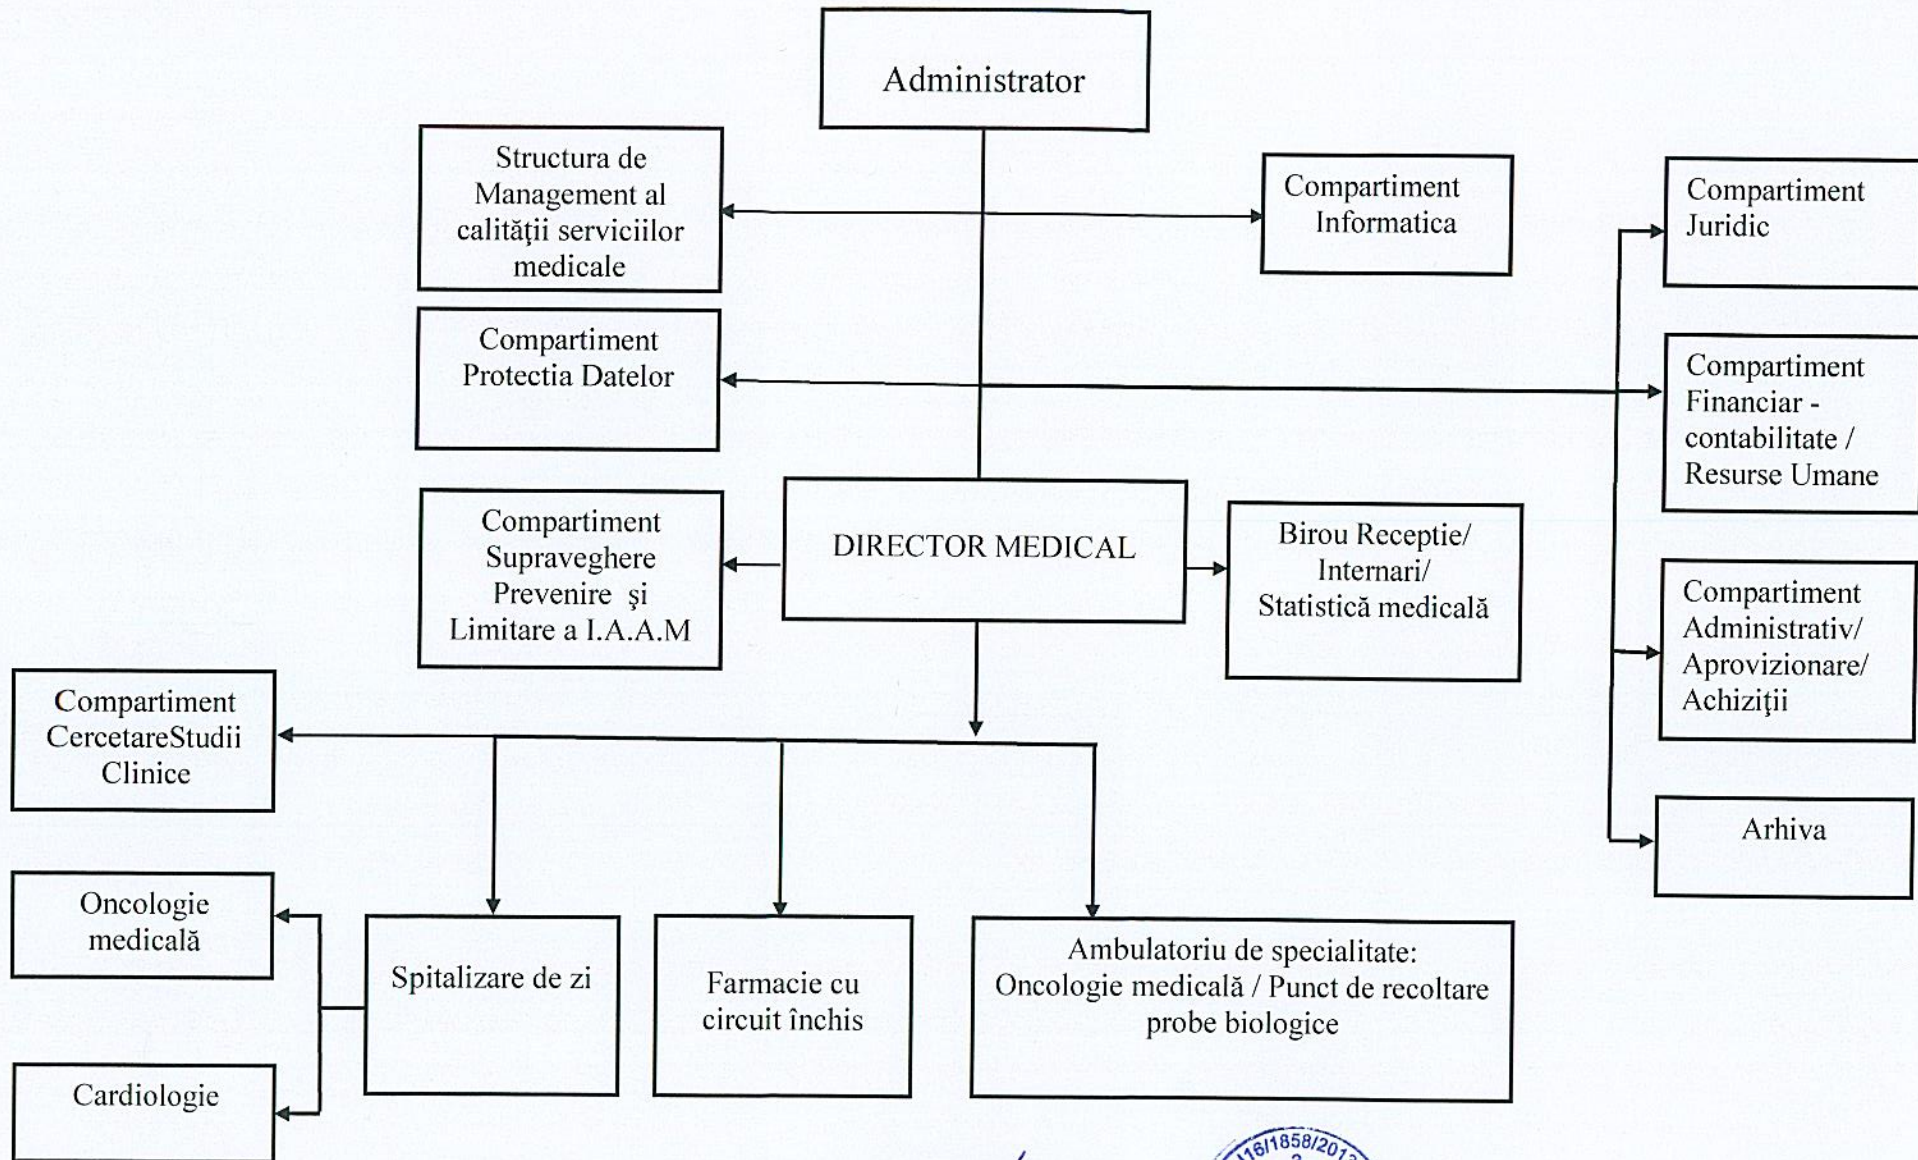 Administrator
Structura de
Management al
calităţii serviciilor
medicale
Compartiment
Informatica
Compartiment
Juridic
Compartiment
Protectia Datelor
Compartiment
Financiar -
contabilitate /
Resurse Umane
Compartiment
Supraveghere
Prevenire şi
Limitare a I.A.A.M
DIRECTOR MEDICAL
Birou Receptie/
Internari/
Statistică medicală
Compartiment
Administrativ/
Aprovizionare/
Achiziţii
Compartiment
CercetareStudii
Clinice
Arhiva
Oncologie
medicală
Spitalizare de zi
Farmacie cu
circuit închis
Ambulatoriu de specialitate:
Oncologie medicală / Punct de recoltare
probe biologice
Cardiologie